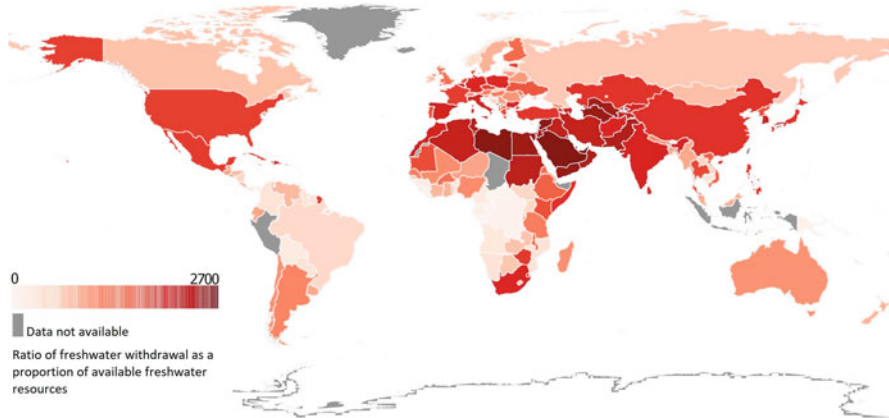 0 2700
Data not available
Ratio of freshwater withdrawal as a
proportion of available freshwater
resources